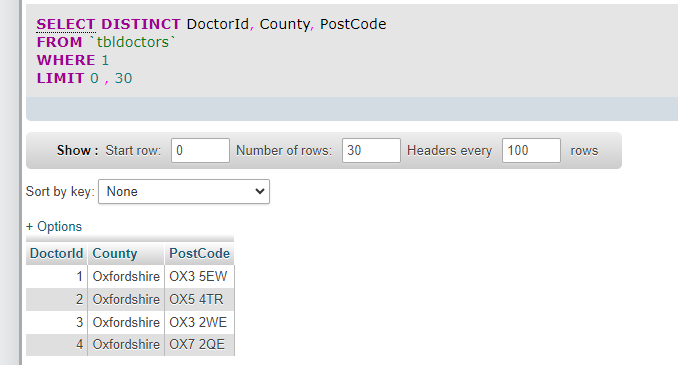 SELECT DISTINCT DoctorId, County, PostCode
FROM `tbldoctors`
WHERE 1
LIMIT 0 , 30
Show : Start row: 0 Number of rows: 30 Headers every 100 rows
Sort by key: None
+ Options
DoctorId County PostCode
1 Oxfordshire OX3 5EW
2 Oxfordshire OX5 4TR
3 Oxfordshire OX3 2WE
4 Oxfordshire OX7 2QE